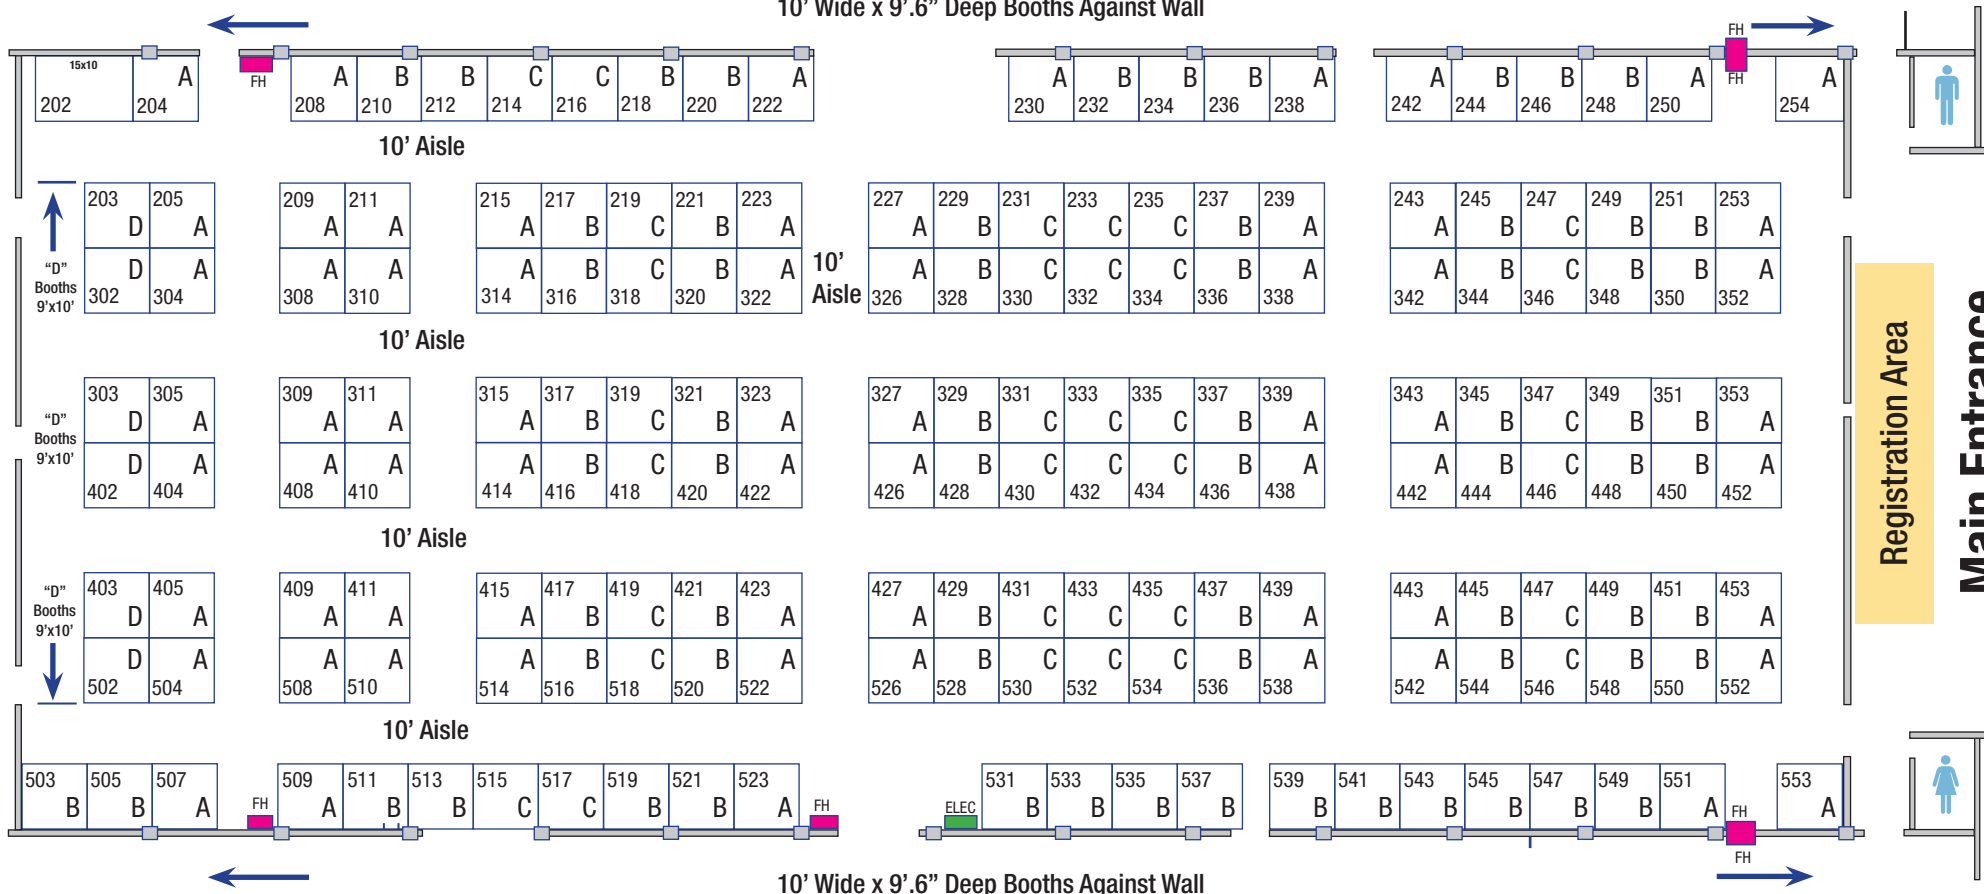 10' Wide x 9'.6" Deep Booths Against Wall
FH
15x10
202
A
204
FH
A
208
B
210
B
212
C
214
C
216
B
218
B
220
A
222
A
230
B
232
B
234
B
236
A
238
A
242
B
244
B
246
B
248
A
250
FH
A
254
10' Aisle
203 205 209 211 215 217 219 221 223 227 229 231 233 235 237 239 243 245 247 249 251 253
D A A A A B C B A A B C C C B A A B C B B A
"D"
Booths
9'x10'
D A A A A B C B A A B C C C B A A B C B B A
302 304 308 310 314 316 318 320 322 326 328 330 332 334 336 338 342 344 346 348 350 352
10'
Aisle
10' Aisle
303 305 309 311 315 317 319 321 323 327 329 331 333 335 337 339 343 345 347 349 351 353
D A A A A B C B A A B C C C B A A B C B B A
"D"
Booths
9'x10'
D A A A A B C B A A B C C C B A A B C B B A
402 404 408 410 414 416 418 420 422 426 428 430 432 434 436 438 442 444 446 448 450 452
10' Aisle
403 405 409 411 415 417 419 421 423 427 429 431 433 435 437 439 443 445 447 449 451 453
D A A A A B C B A A B C C C B A A B C B B A
"D"
Booths
9'x10'
D A A A A B C B A A B C C C B A A B C B B A
502 504 508 510 514 516 518 520 522 526 528 530 532 534 536 538 542 544 546 548 550 552
Registration Area
Main Entrance
10' Aisle
503
B
505
B
507
A
FH
509
A
511
B
513
B
515
C
517
C
519
B
521
B
523
A
FH
ELEC
531
B
533
B
535
B
537
B
539
B
541
B
543
B
545
B
547
B
549
B
551
A
FH
FH
553
A
10' Wide x 9'.6" Deep Booths Against Wall